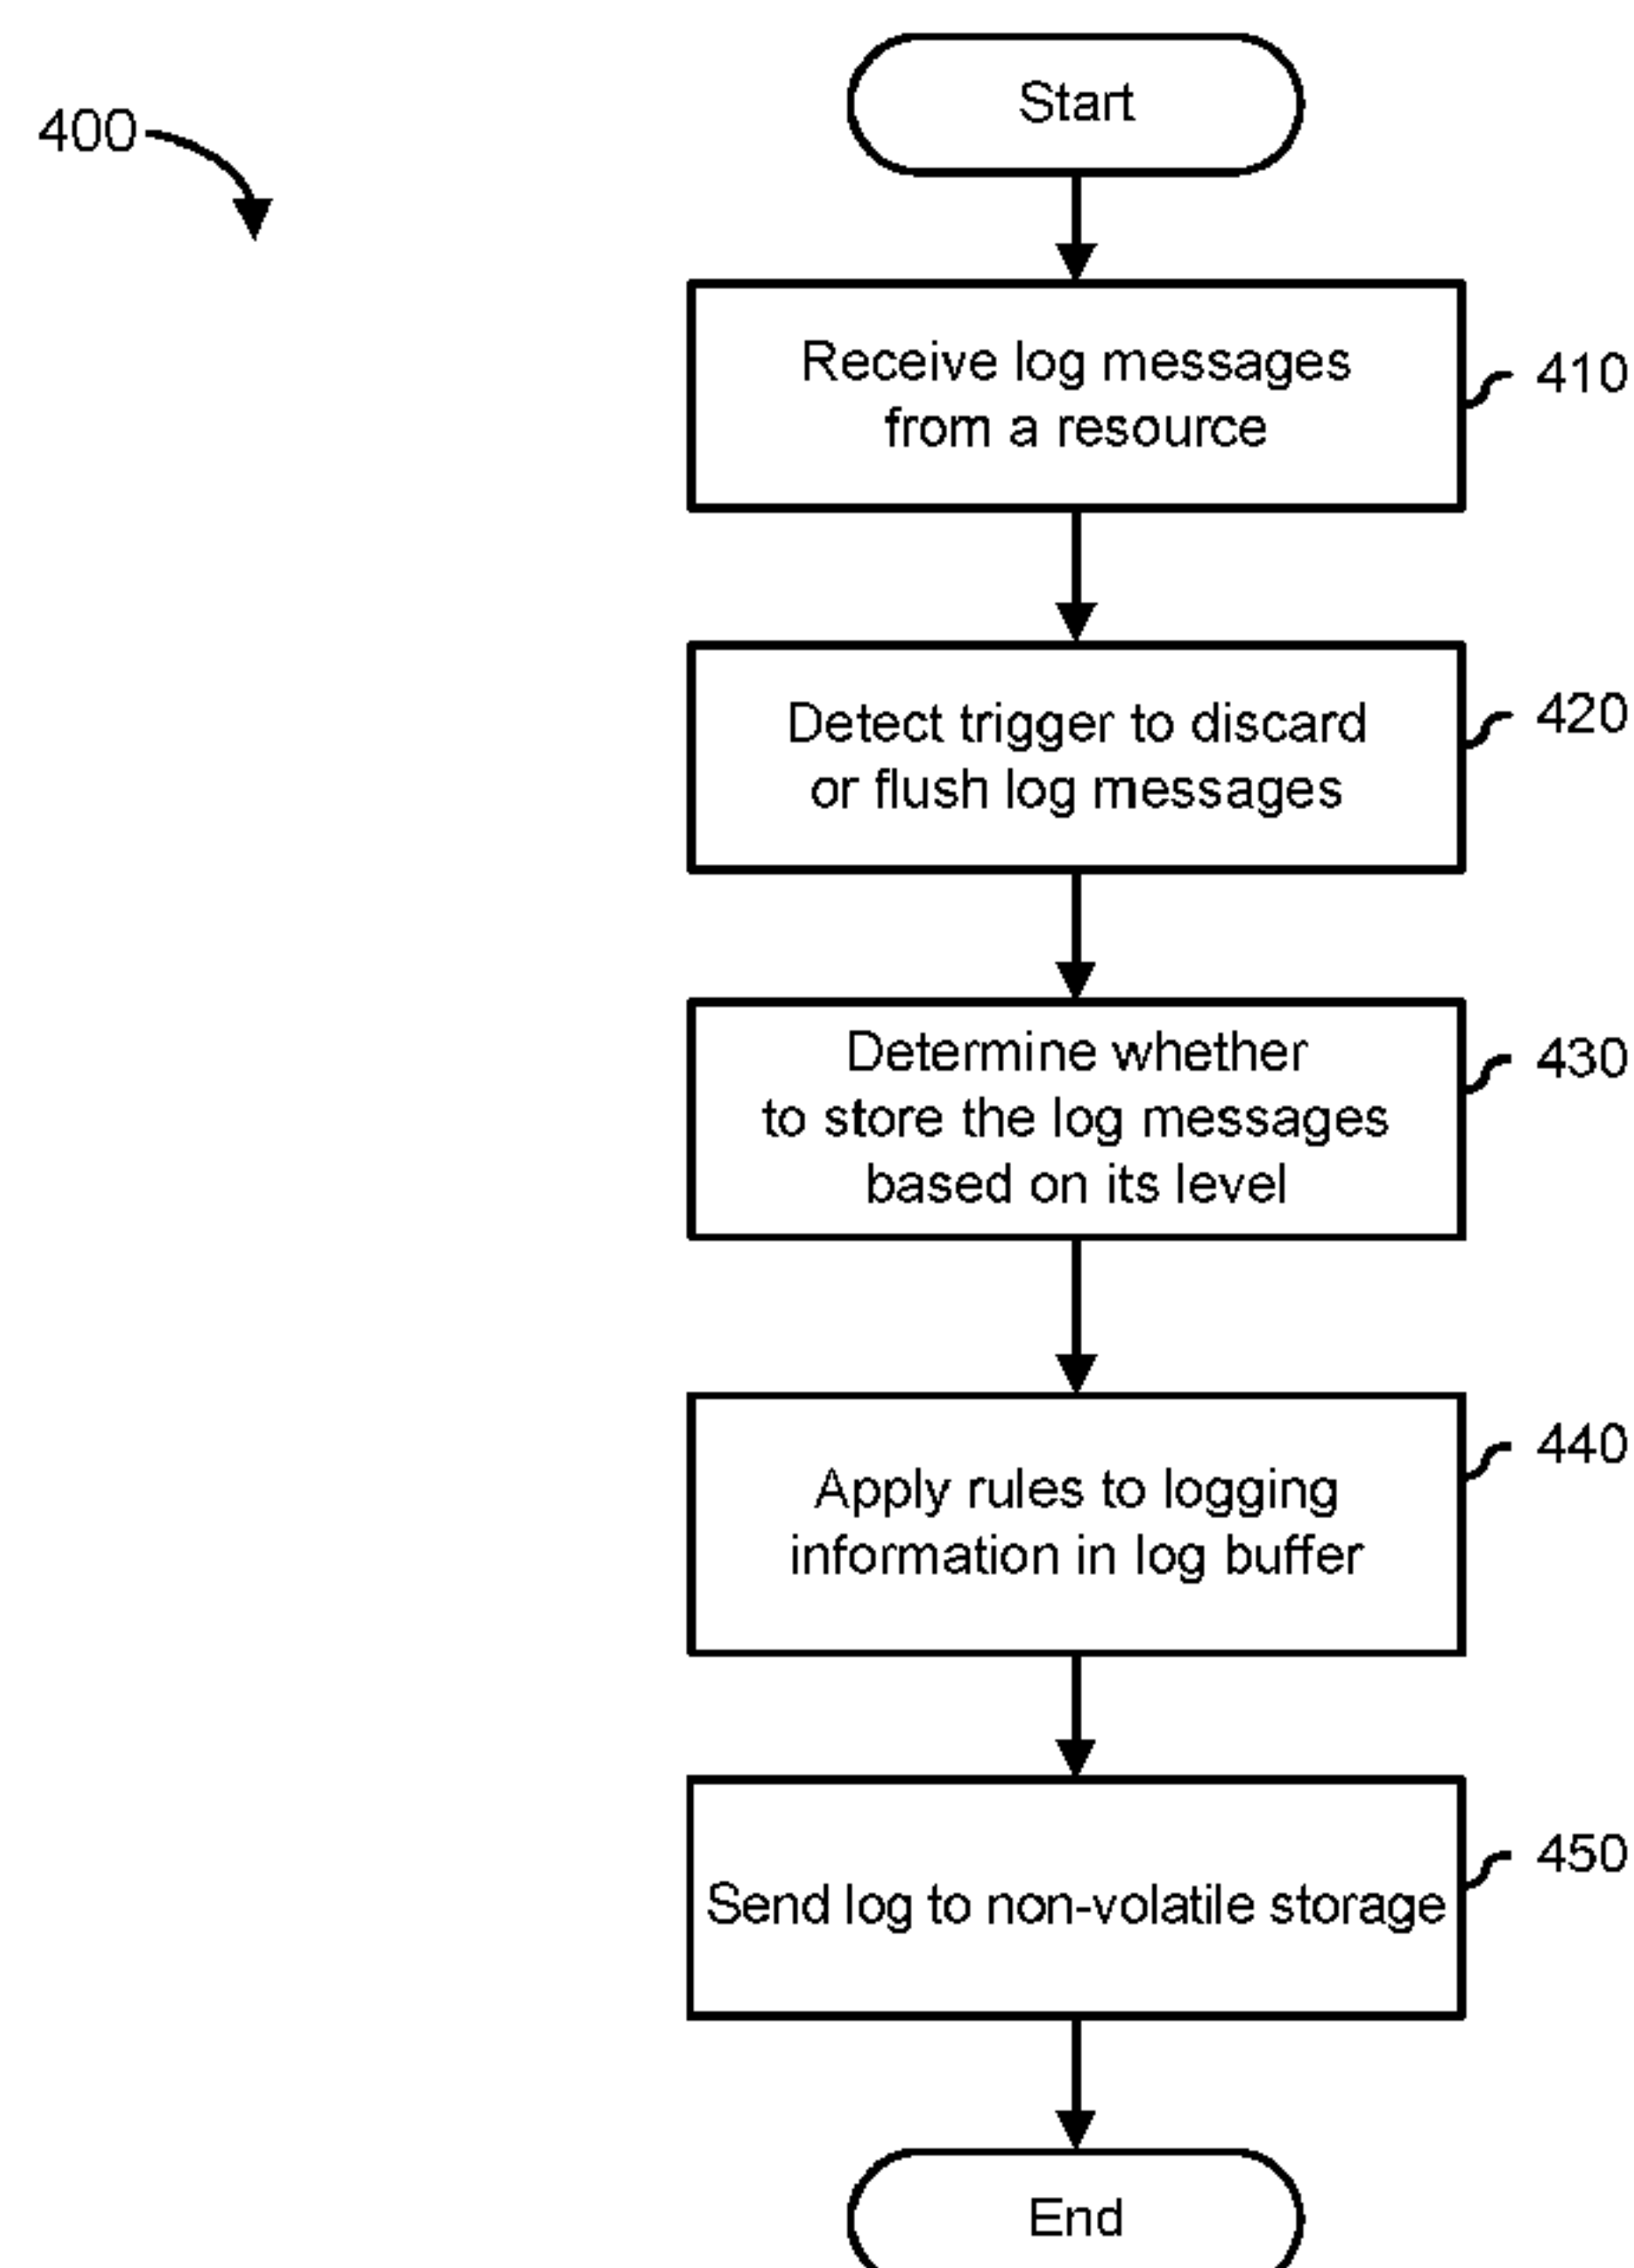 400
Start
Receive log messages
from a resource
410
Detect trigger to discard
or flush log messages
420
Determine whether
to store the log messages
based on its level
430
Apply rules to logging
information in log buffer
440
Send log to non-volatile storage
450
End